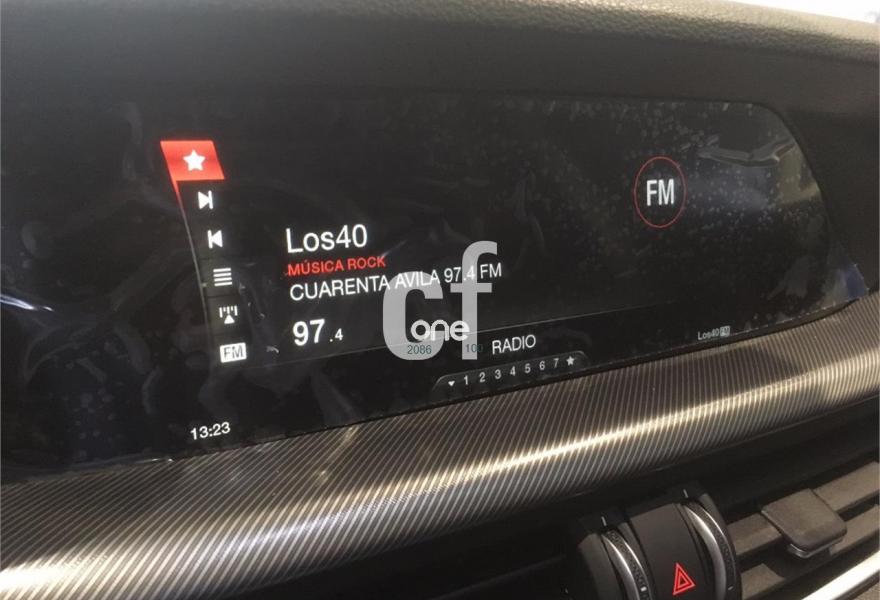 FM
Los40
MÚSICA ROCK
CUARENTA AVILA 97.4 FM
97.4
FM
RADIO
Los40 FM
1 2 3 4 5 6 7
13:23
cf
one
2086 100